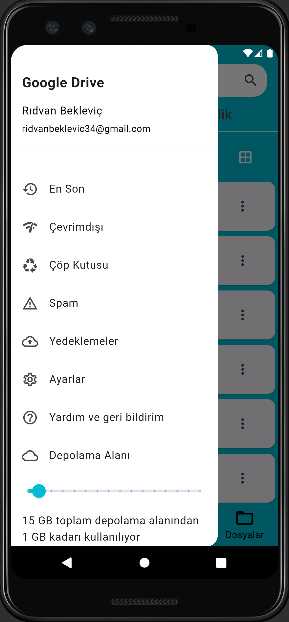 Google Drive
Rıdvan Bekleviç
ridvanbeklevic34@gmail.com
En Son
Çevrimdışı
Çöp Kutusu
Spam
Yedeklemeler
Ayarlar
Yardım ve geri bildirim
Depolama Alanı
15 GB toplam depolama alanından
1 GB kadarı kullanılıyor
Dosyalar